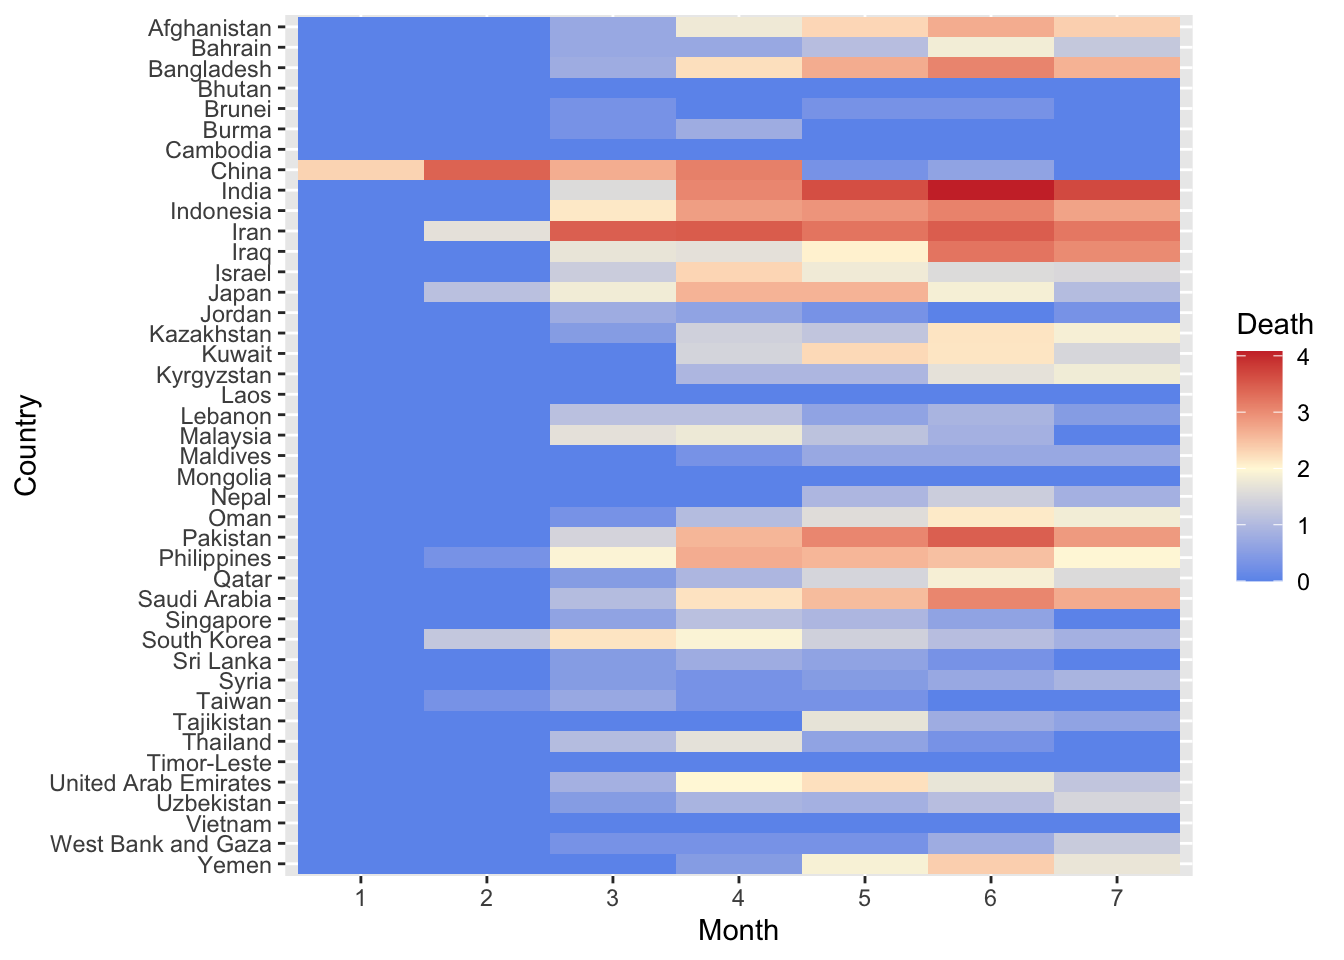 Afghanistan
Bahrain
Bangladesh
Bhutan
Brunei
Burma
Cambodia
China
India
Indonesia
Iran
Iraq
Israel
Japan
Jordan
Kazakhstan
Kuwait
Kyrgyzstan
Laos
Lebanon
Malaysia
Maldives
Mongolia
Nepal
Oman
Pakistan
Philippines
Qatar
Saudi Arabia
Singapore
South Korea
Sri Lanka
Syria
Taiwan
Tajikistan
Thailand
Timor-Leste
United Arab Emirates
Uzbekistan
Vietnam
West Bank and Gaza
Yemen
Country
1 2 3 4 5 6 7
Month
Death
4
3
2
1
0